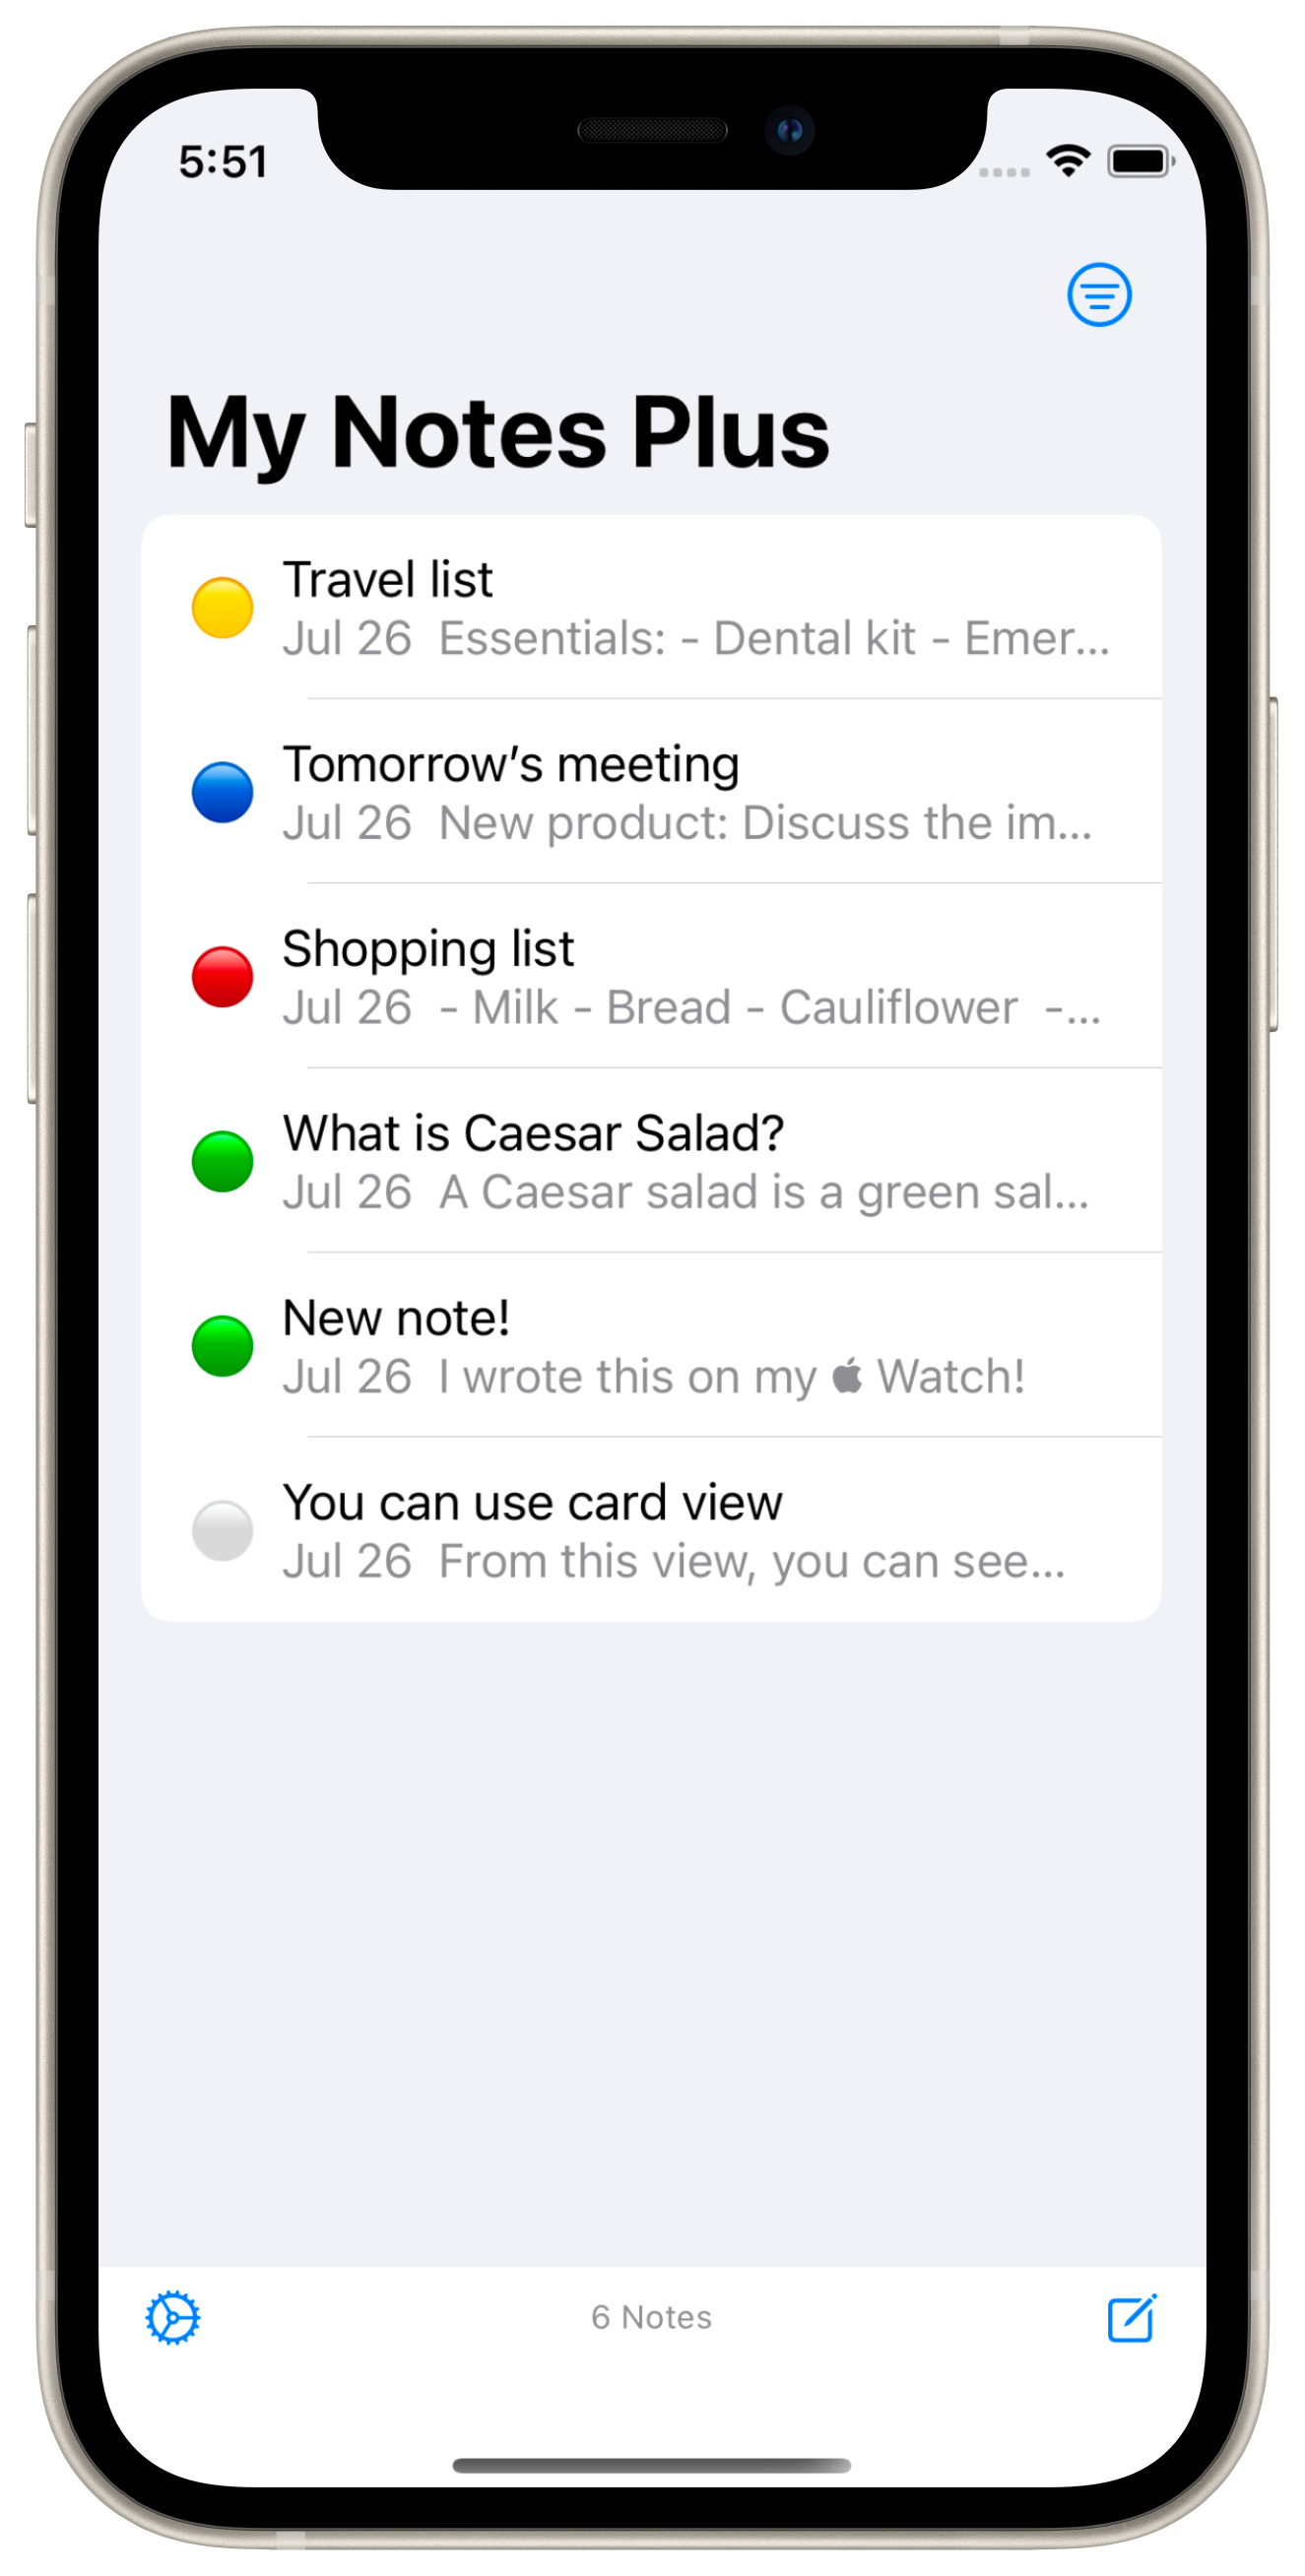 5:51
My Notes Plus
Travel list
Jul 26  Essentials: - Dental kit - Emer...
Tomorrow’s meeting
Jul 26  New product: Discuss the im...
Shopping list
Jul 26  - Milk - Bread - Cauliflower  -...
What is Caesar Salad?
Jul 26  A Caesar salad is a green sal...
New note!
Jul 26  I wrote this on my  Watch!
You can use card view
Jul 26  From this view, you can see...
6 Notes